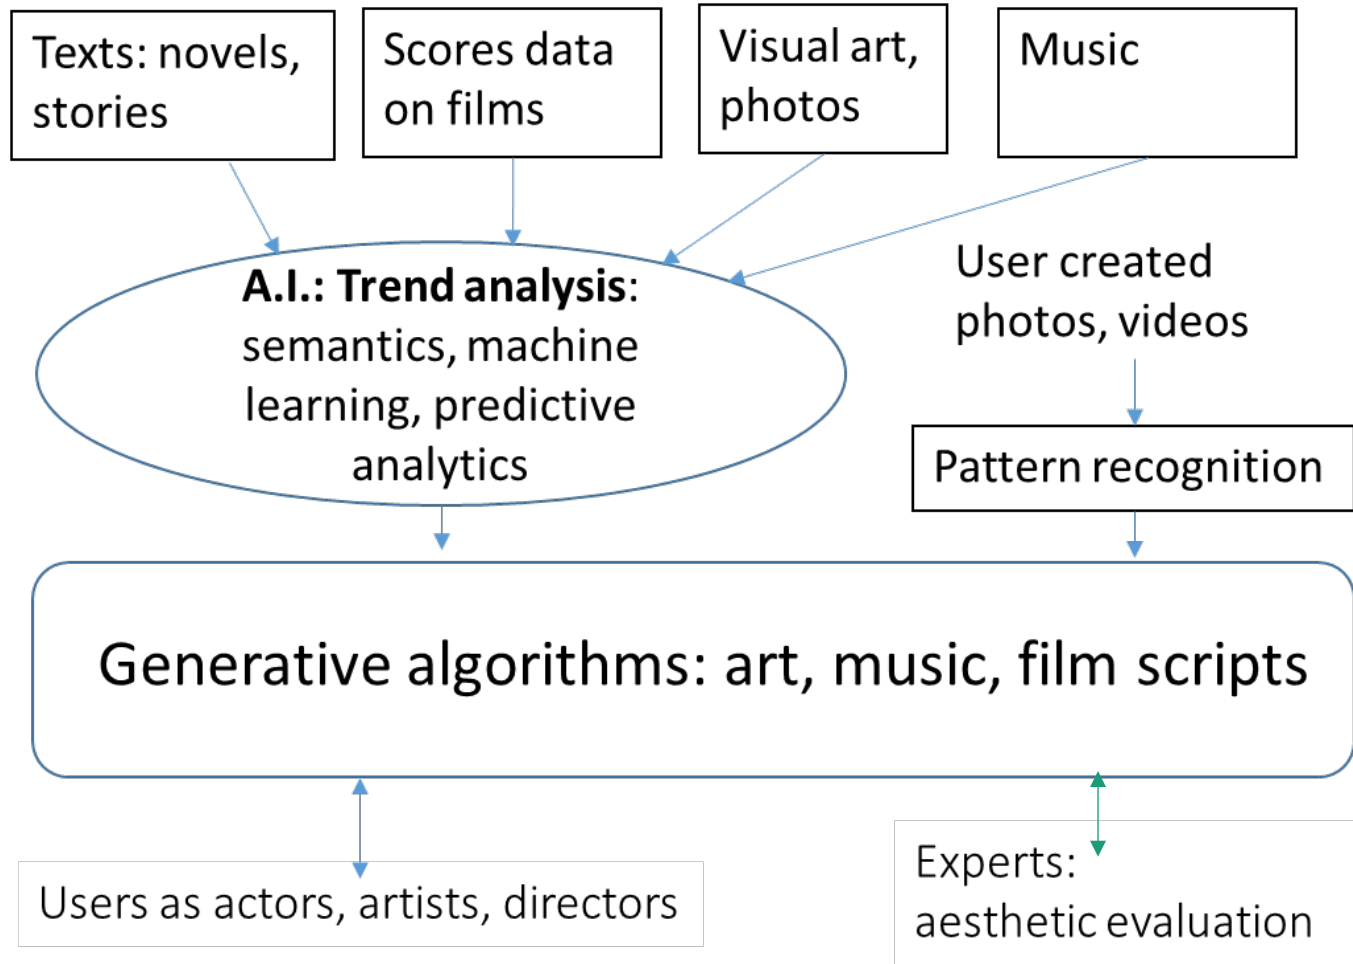 Texts: novels,
stories
Scores data
on films
Visual art,
photos
Music
A.I.: Trend analysis:
semantics, machine
learning, predictive
analytics
User created
photos, videos
Pattern recognition
Generative algorithms: art, music, film scripts
Users as actors, artists, directors
Experts:
aesthetic evaluation